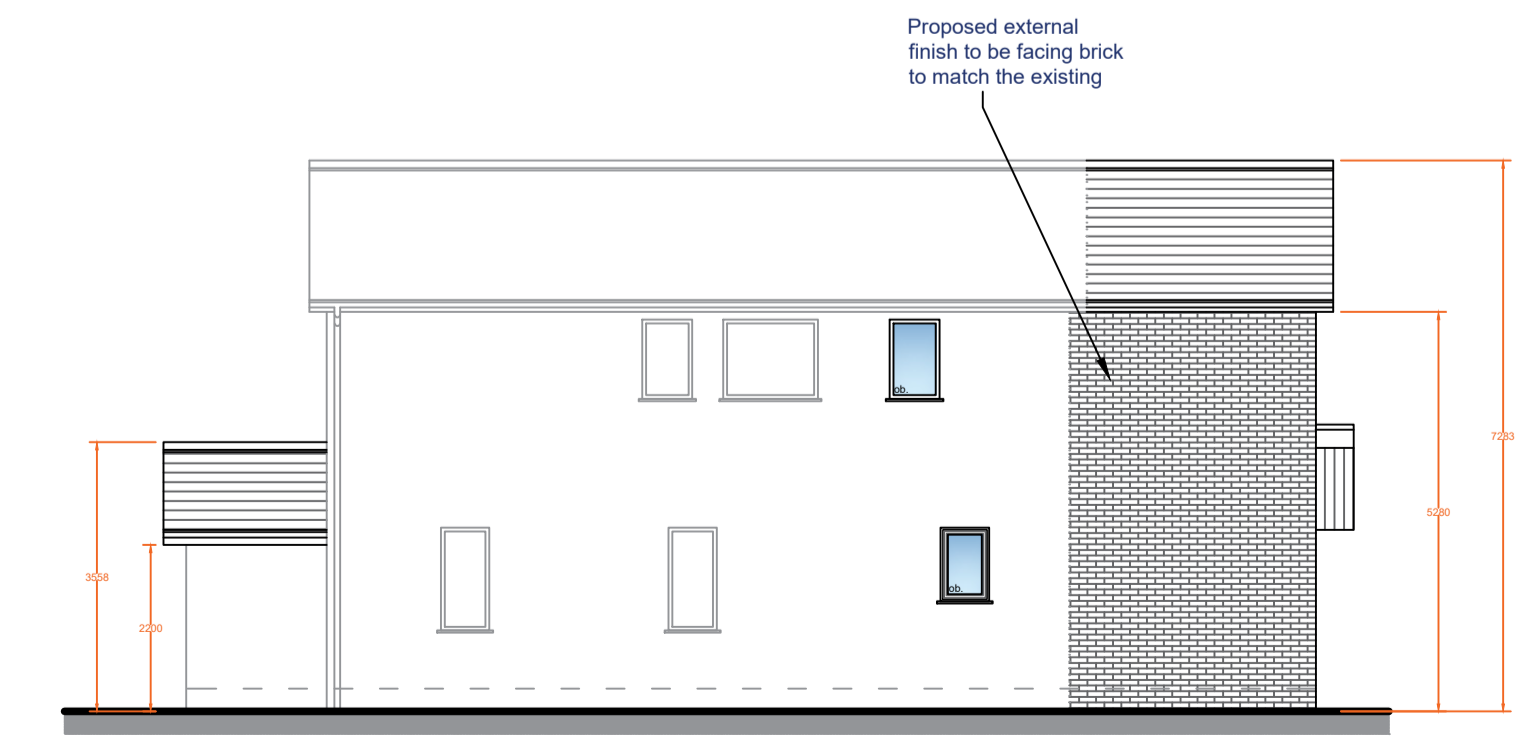 Proposed external
finish to be facing brick
to match the existing
ob.
7283
5280
3558
ob.
2200